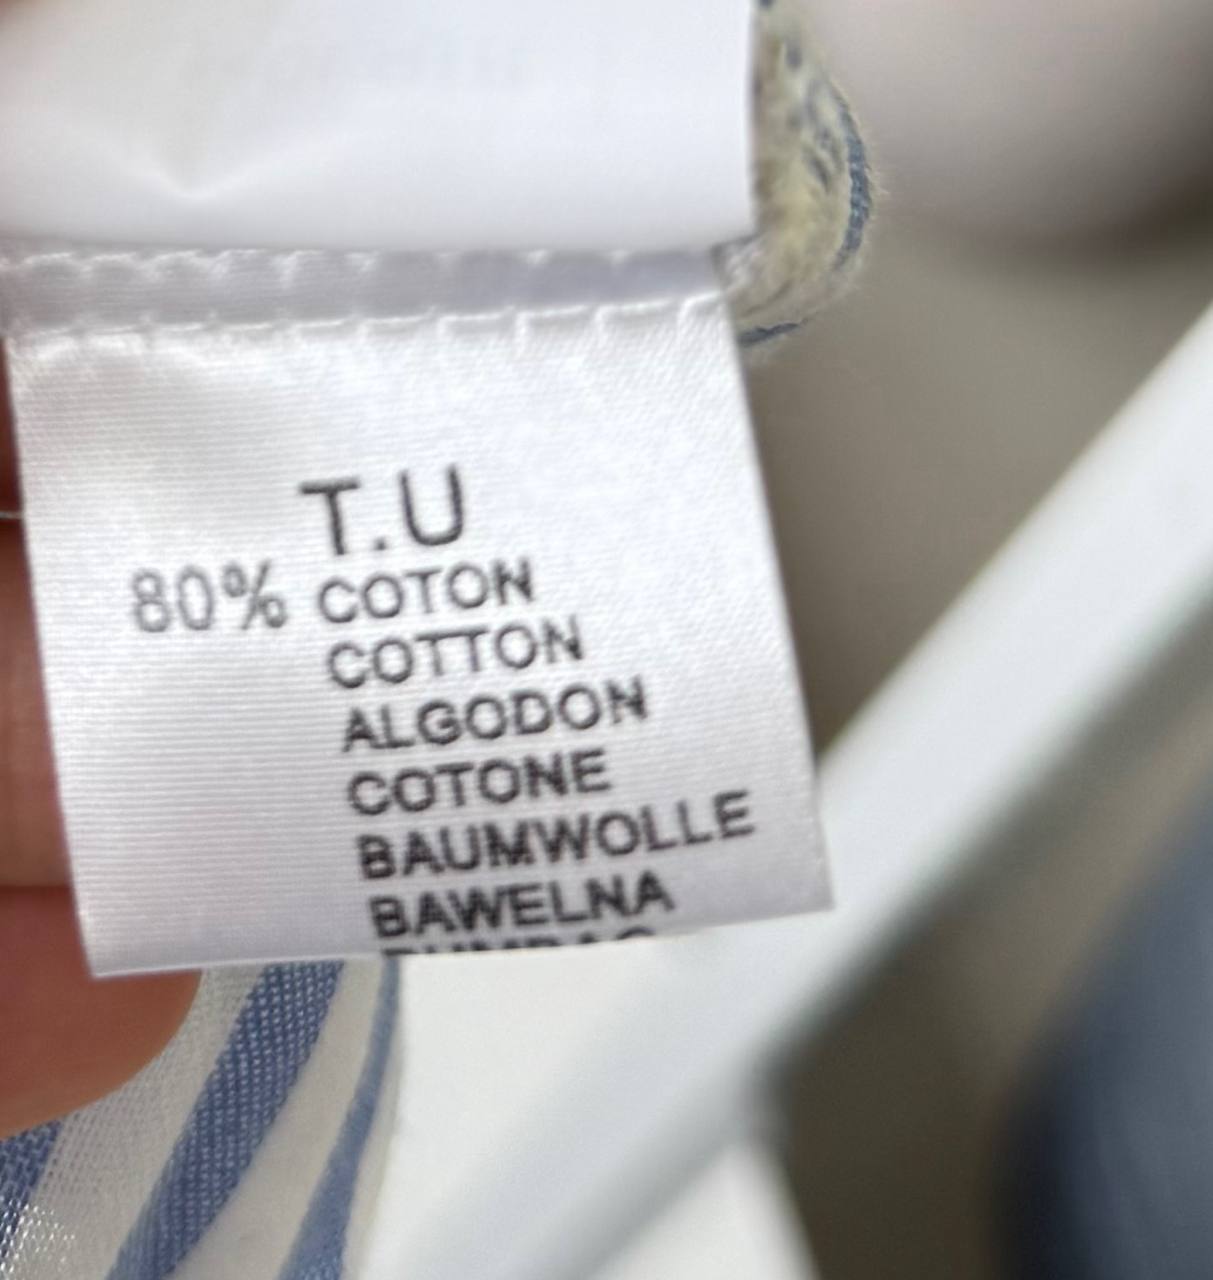 T.U
80% COTON
COTTON
ALGODON
COTONE
BAUMWOLLE
BAWELNA